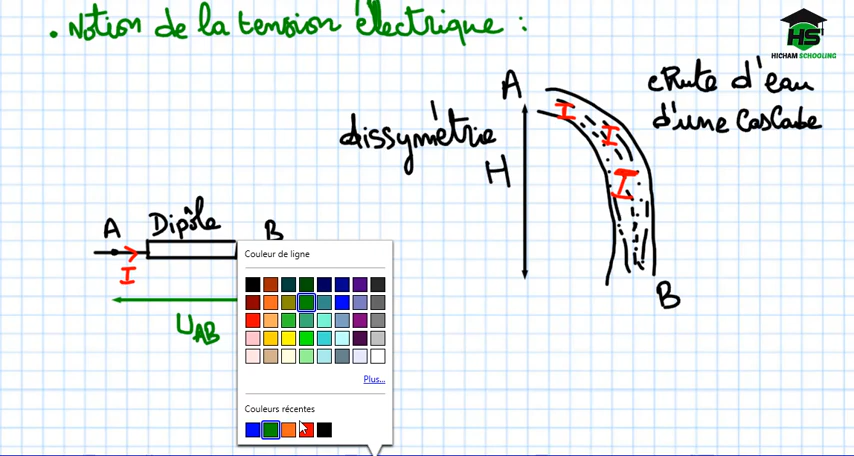 • Notion de la tension électrique :
HS
HICHAM SCHOOLING
A
chute d'eau
d'une cascade
dissymétrie
H
I
I
I
B
A
Dipôle
B
I
U_AB
Couleur de ligne
Plus...
Couleurs récentes